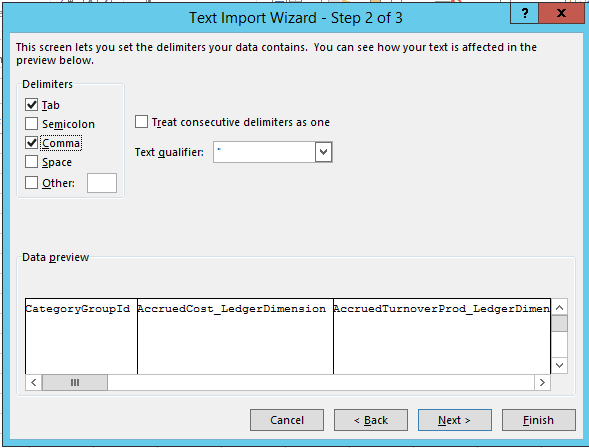 Text Import Wizard - Step 2 of 3
? x
This screen lets you set the delimiters your data contains. You can see how your text is affected in the
preview below.
Delimiters
Tab
Semicolon
Comma
Space
Other:
Treat consecutive delimiters as one
Text qualifier: "
Data preview
CategoryGroupId AccruedCost_LedgerDimension AccruedTurnoverProd_LedgerDimen
Cancel < Back Next > Finish